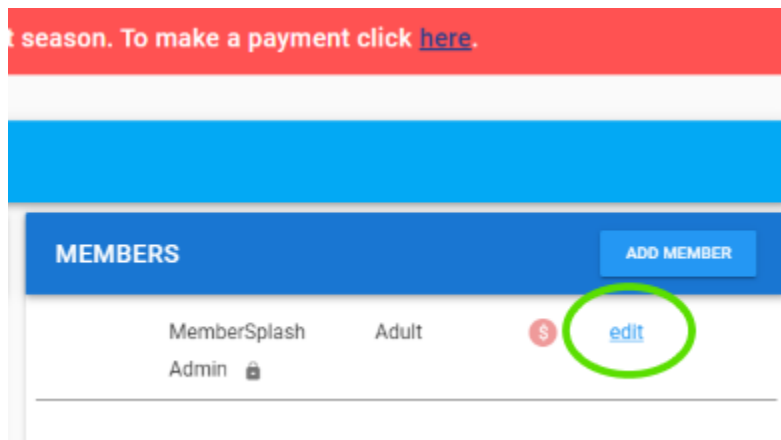 t season. To make a payment click here.
MEMBERS
ADD MEMBER
MemberSplash Adult $ edit
Admin